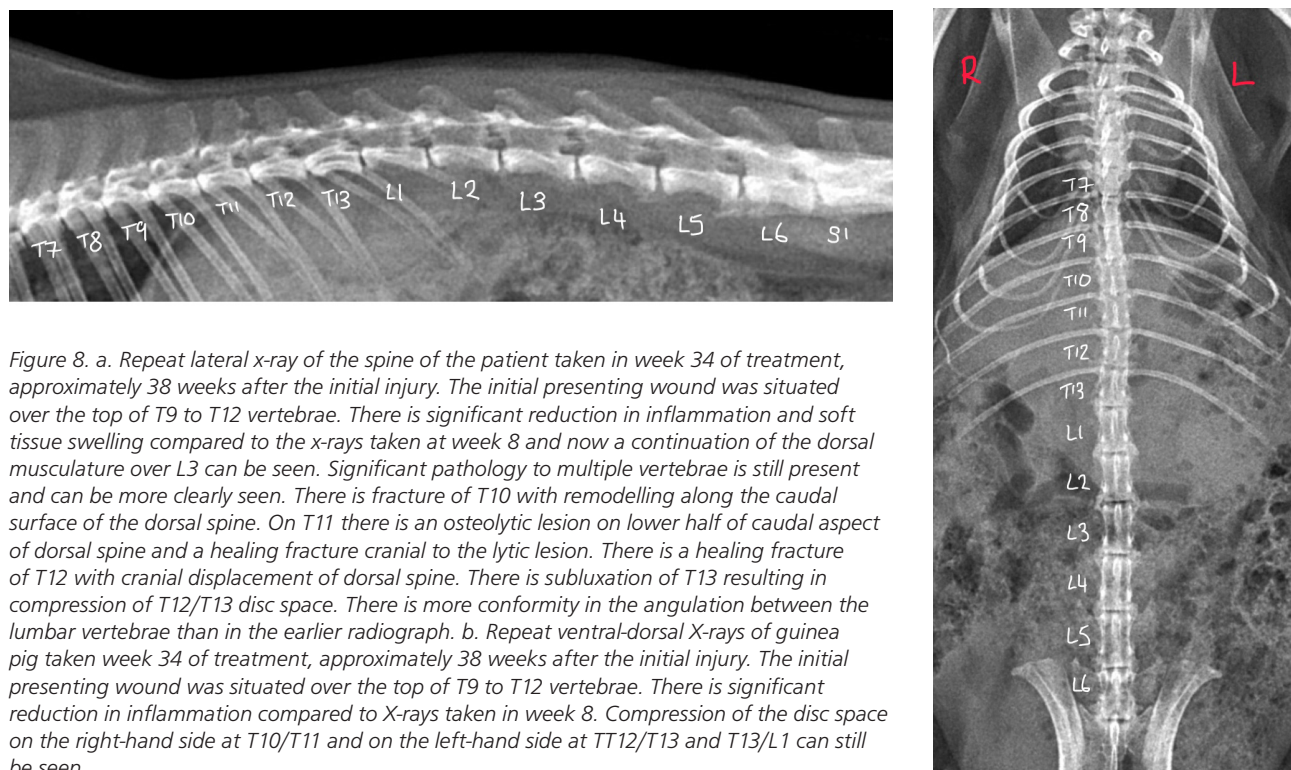 T7 T8 T9 T10 T11 T12 T13 L1 L2 L3 L4 L5 L6 S1
Figure 8. a. Repeat lateral x-ray of the spine of the patient taken in week 34 of treatment,
approximately 38 weeks after the initial injury. The initial presenting wound was situated
over the top of T9 to T12 vertebrae. There is significant reduction in inflammation and soft
tissue swelling compared to the x-rays taken at week 8 and now a continuation of the dorsal
musculature over L3 can be seen. Significant pathology to multiple vertebrae is still present
and can be more clearly seen. There is fracture of T10 with remodelling along the caudal
surface of the dorsal spine. On T11 there is an osteolytic lesion on lower half of caudal aspect
of dorsal spine and a healing fracture cranial to the lytic lesion. There is a healing fracture
of T12 with cranial displacement of dorsal spine. There is subluxation of T13 resulting in
compression of T12/T13 disc space. There is more conformity in the angulation between the
lumbar vertebrae than in the earlier radiograph. b. Repeat ventral-dorsal X-rays of guinea
pig taken week 34 of treatment, approximately 38 weeks after the initial injury. The initial
presenting wound was situated over the top of T9 to T12 vertebrae. There is significant
reduction in inflammation compared to X-rays taken in week 8. Compression of the disc space
on the right-hand side at T10/T11 and on the left-hand side at TT12/T13 and T13/L1 can still
be seen
R L
T7
T8
T9
T10
T11
T12
T13
L1
L2
L3
L4
L5
L6